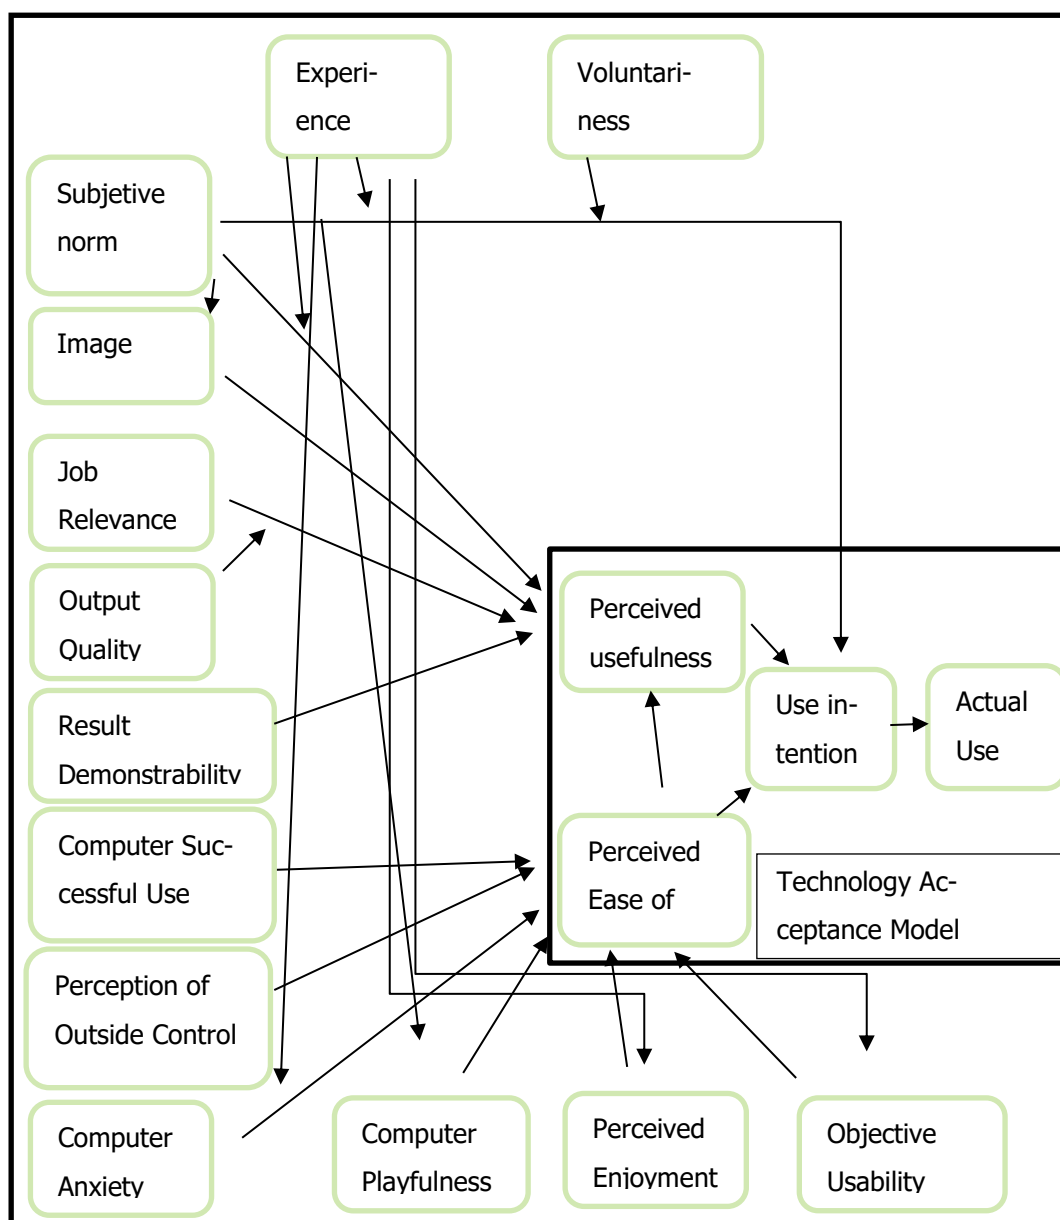 Experi-
ence
Voluntari-
ness
Subjetive
norm
Image
Job
Relevance
Output
Quality
Result
Demonstrability
Computer Suc-
cessful Use
Perception of
Outside Control
Computer
Anxiety
Perceived
usefulness
Use in-
tention
Actual
Use
Perceived
Ease of
Technology Ac-
ceptance Model
Computer
Playfulness
Perceived
Enjoyment
Objective
Usability